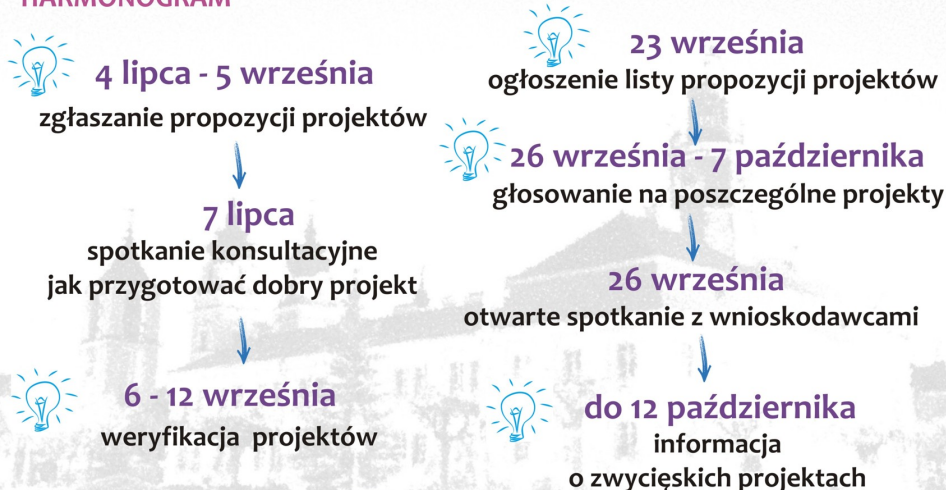 HARMONOGRAM
4 lipca - 5 września
zgłaszanie propozycji projektów
7 lipca
spotkanie konsultacyjne
jak przygotować dobry projekt
6 - 12 września
weryfikacja projektów
23 września
ogłoszenie listy propozycji projektów
26 września - 7 października
głosowanie na poszczególne projekty
26 września
otwarte spotkanie z wnioskodawcami
do 12 października
informacja
o zwycięskich projektach